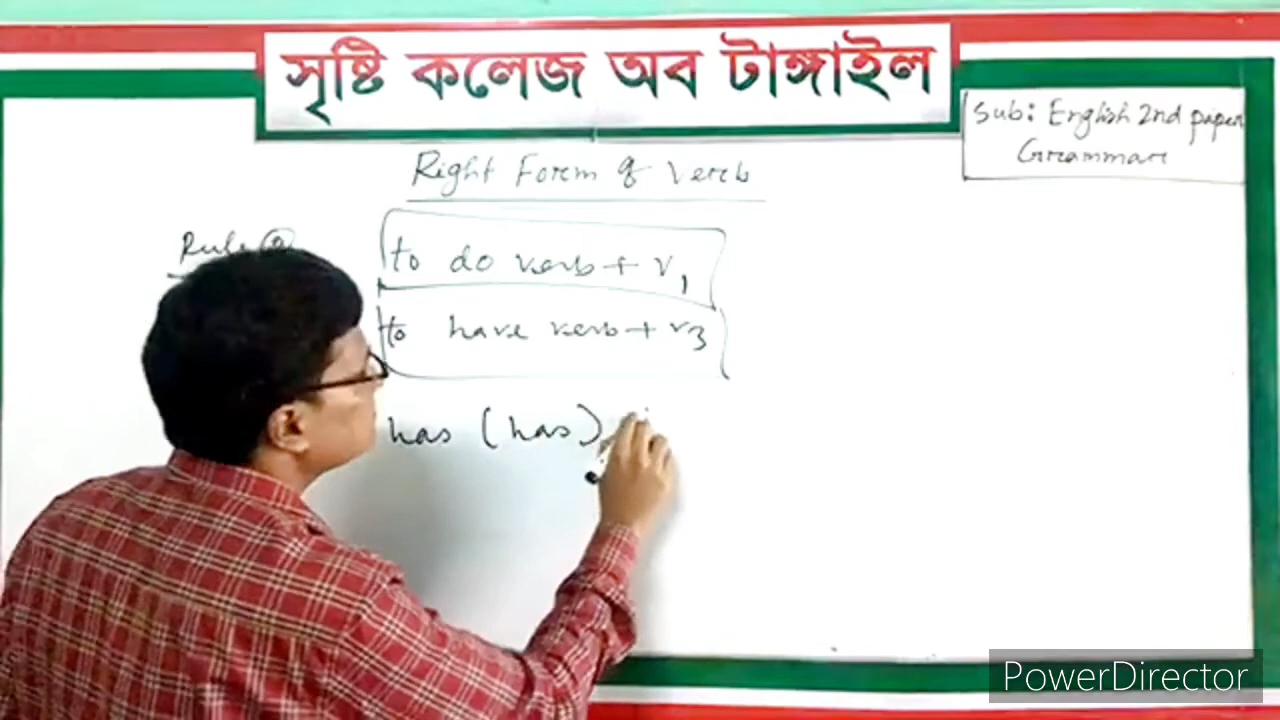 সৃষ্টি কলেজ অব টাঙ্গাইল
Sub: English 2nd paper
Grammar
Right Form of Verb
Rule
to do verb + V1
to have verb + V3
has (has)
PowerDirector